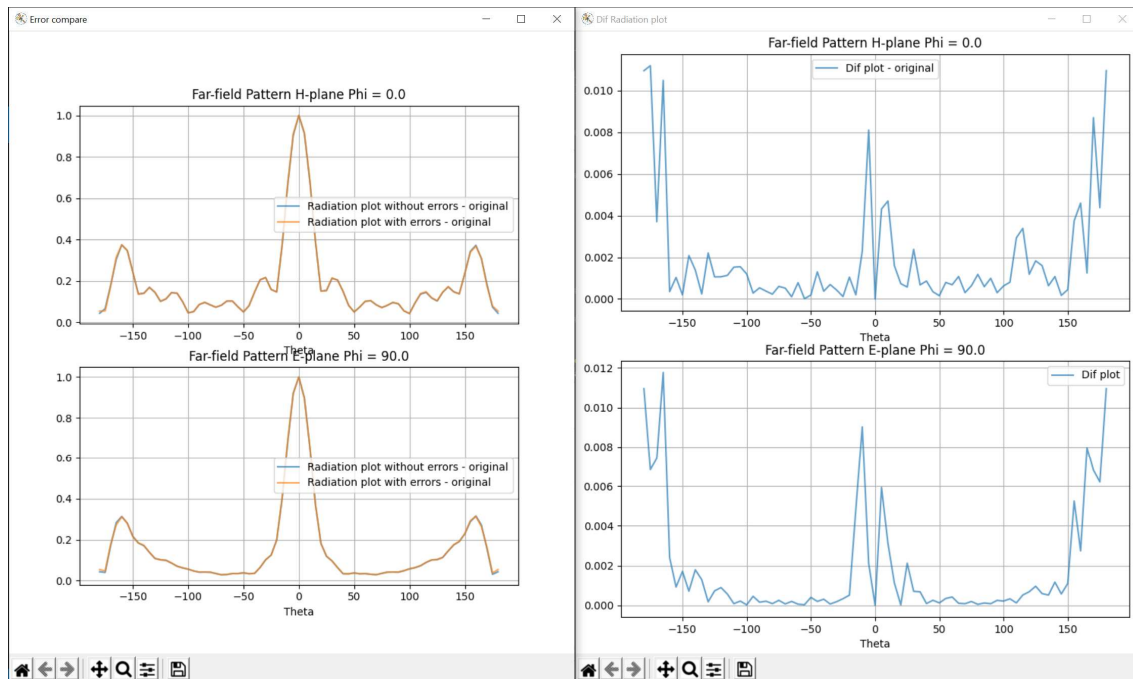 Error compare
Far-field Pattern H-plane Phi = 0.0
1.0
0.8
0.6
0.4
0.2
0.0
Radiation plot without errors - original
Radiation plot with errors - original
−150 −100 −50 0 50 100 150
Theta
Far-field Pattern E-plane Phi = 90.0
1.0
0.8
0.6
0.4
0.2
0.0
Radiation plot without errors - original
Radiation plot with errors - original
−150 −100 −50 0 50 100 150
Theta
Dif Radiation plot
Far-field Pattern H-plane Phi = 0.0
Dif plot - original
0.010
0.008
0.006
0.004
0.002
0.000
−150 −100 −50 0 50 100 150
Theta
Far-field Pattern E-plane Phi = 90.0
Dif plot
0.012
0.010
0.008
0.006
0.004
0.002
0.000
−150 −100 −50 0 50 100 150
Theta